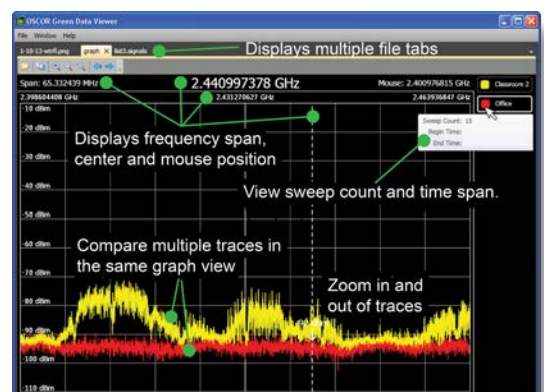 OSCOR Green Data Viewer
File Window Help
1-10-13-wtrfl.png graph X list3.signals
Displays multiple file tabs
Span: 65.332439 MHz 2.440997378 GHz Mouse: 2.400976815 GHz Classroom 2
2.398604408 GHz 2.431270627 GHz 2.463936847 GHz Office
-10 dBm
Sweep Count: 15
Begin Time:
End Time:
Displays frequency span,
center and mouse position
-20 dBm
-30 dBm
View sweep count and time span.
-40 dBm
-50 dBm
Compare multiple traces in
the same graph view
-60 dBm
-70 dBm
Zoom in and
out of traces
-80 dBm
-90 dBm
-100 dBm
-110 dBm